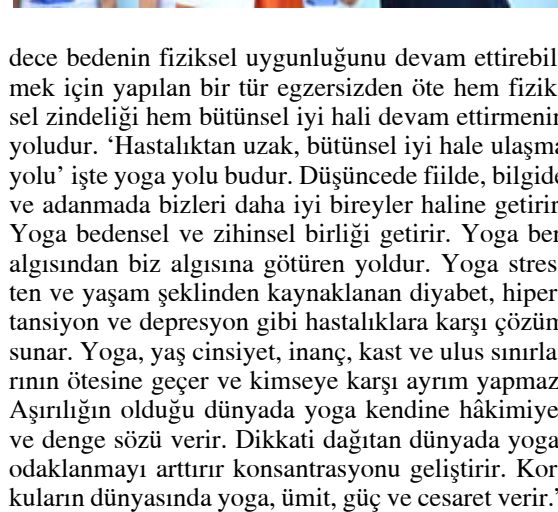 dece bedenin fiziksel uygunluğunu devam ettirebil
mek için yapılan bir tür egzersizden öte hem fizik
sel zindeliği hem bütünsel iyi hali devam ettirmenin
yoludur. ‘Hastalıktan uzak, bütünsel iyi hale ulaşma
yolu’ işte yoga yolu budur. Düşüncede fiilde, bilgide
ve adanmada bizleri daha iyi bireyler haline getirir
Yoga bedensel ve zihinsel birliği getirir. Yoga ben
algısından biz algısına götüren yoldur. Yoga stres
ten ve yaşam şeklinden kaynaklanan diyabet, hiper
tansiyon ve depresyon gibi hastalıklara karşı çözüm
sunar. Yoga, yaş cinsiyet, inanç, kast ve ulus sınırla
rının ötesine geçer ve kimseye karşı ayrım yapmaz
Aşırılığın olduğu dünyada yoga kendine hâkimiye
ve denge sözü verir. Dikkati dağıtan dünyada yoga
odaklanmayı arttırır konsantrasyonu geliştirir. Kor
kuların dünyasında yoga, ümit, güç ve cesaret verir.’